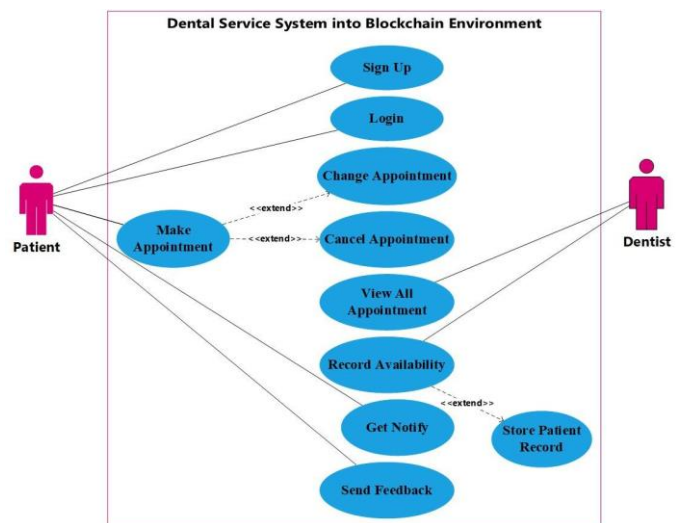 Dental Service System into Blockchain Environment
Sign Up
Login
Change Appointment
<<extend>>
Make
Appointment
<<extend>>
Cancel Appointment
Patient
Dentist
View All
Appointment
Record Availability
<<extend>>
Get Notify
Store Patient
Record
Send Feedback